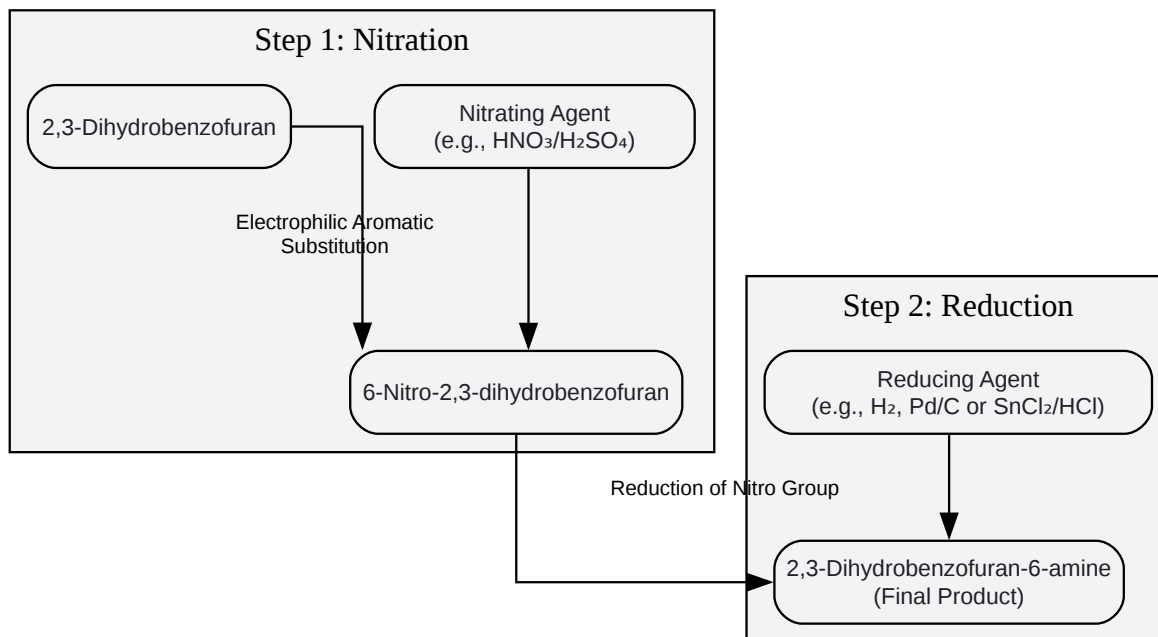 Step 1: Nitration
2,3-Dihydrobenzofuran
Nitrating Agent
(e.g., HNO₃/H₂SO₄)
Electrophilic Aromatic
Substitution
6-Nitro-2,3-dihydrobenzofuran
Step 2: Reduction
Reducing Agent
(e.g., H₂, Pd/C or SnCl₂/HCl)
Reduction of Nitro Group
2,3-Dihydrobenzofuran-6-amine
(Final Product)